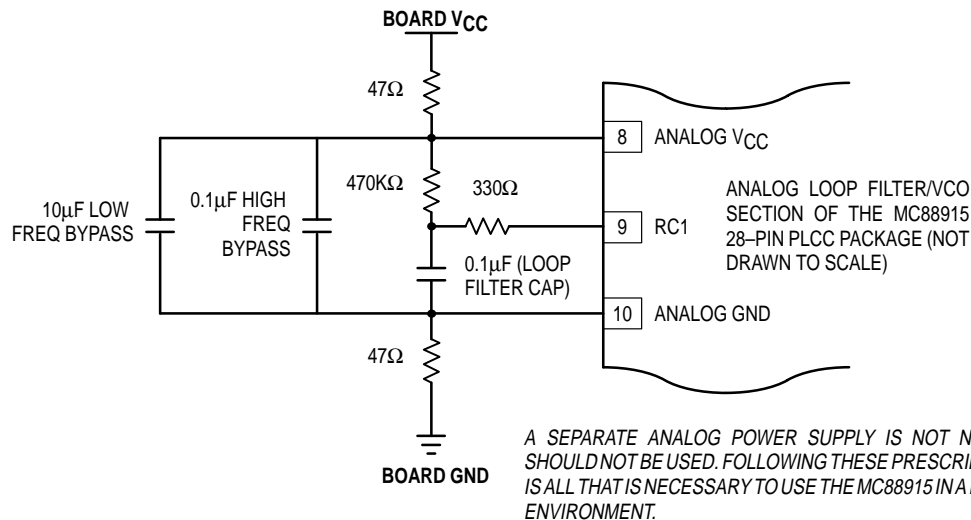 BOARD VCC
47Ω
8 ANALOG VCC
470KΩ
330Ω
10µF LOW
FREQ BYPASS
0.1µF HIGH
FREQ
BYPASS
9 RC1
ANALOG LOOP FILTER/VCO
SECTION OF THE MC88915
28–PIN PLCC PACKAGE (NOT
DRAWN TO SCALE)
0.1µF (LOOP
FILTER CAP)
10 ANALOG GND
47Ω
BOARD GND
A SEPARATE ANALOG POWER SUPPLY IS NOT
SHOULD NOT BE USED. FOLLOWING THESE
IS ALL THAT IS NECESSARY TO USE THE MC88915 IN A
ENVIRONMENT.